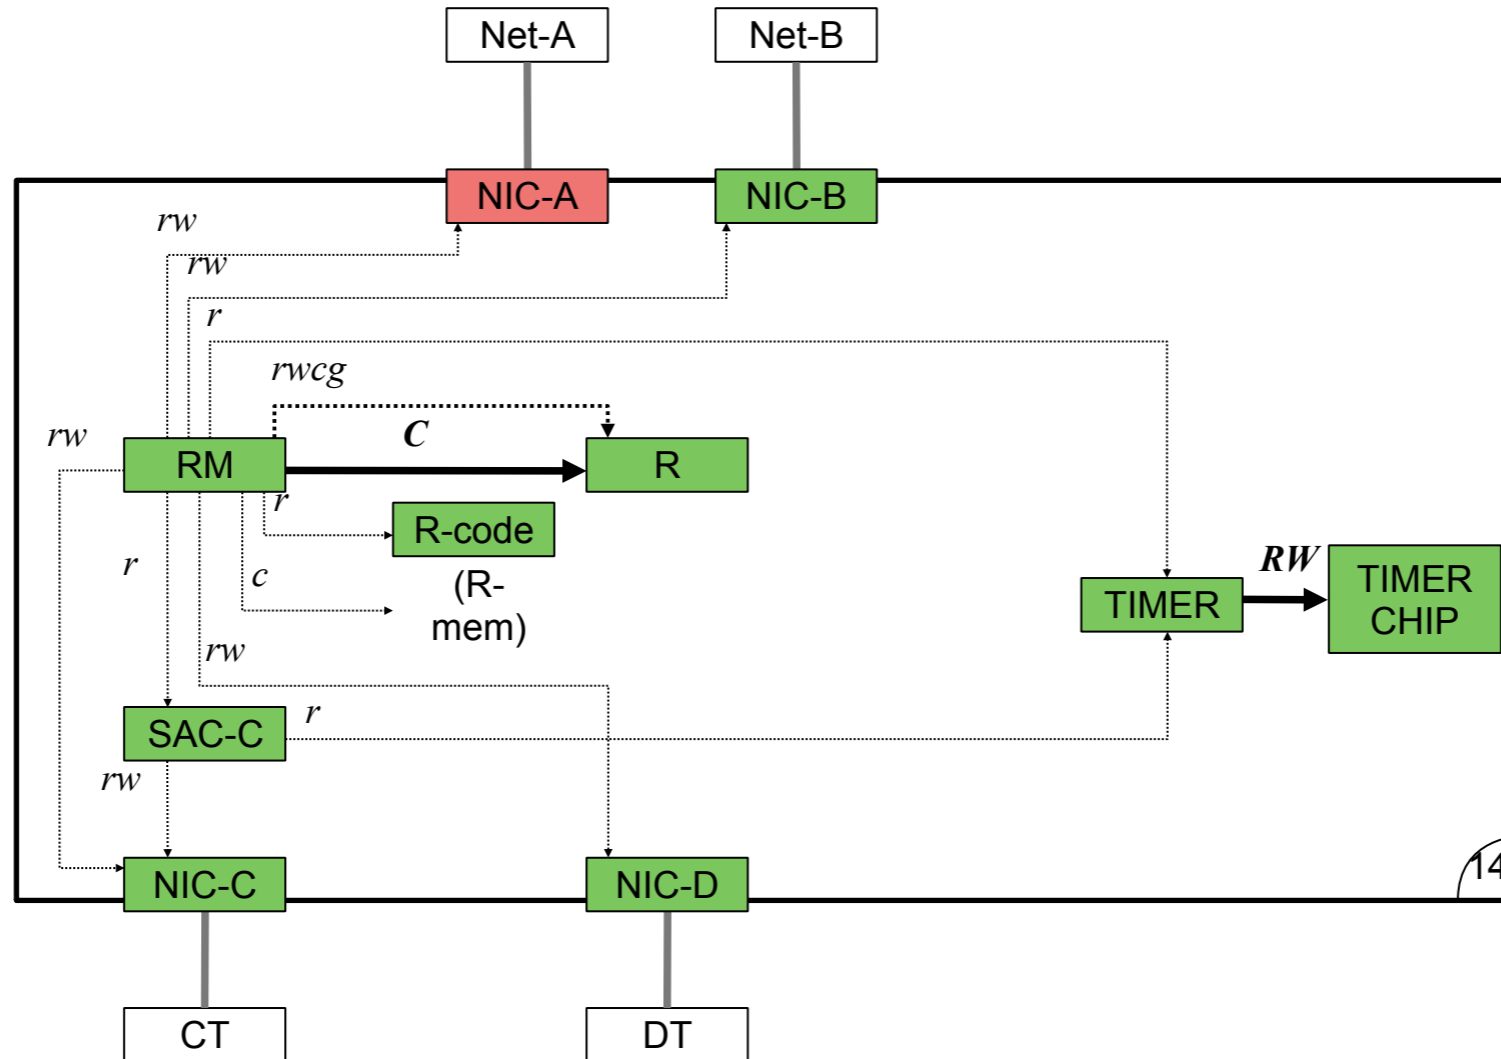 Net-A
Net-B
NIC-A
NIC-B
rw
rw
r
rwcg
rw
C
RM
R
r
R-code
r
c
(R-
mem)
RW
TIMER
TIMER
CHIP
rw
SAC-C
r
rw
NIC-C
NIC-D
14
CT
DT